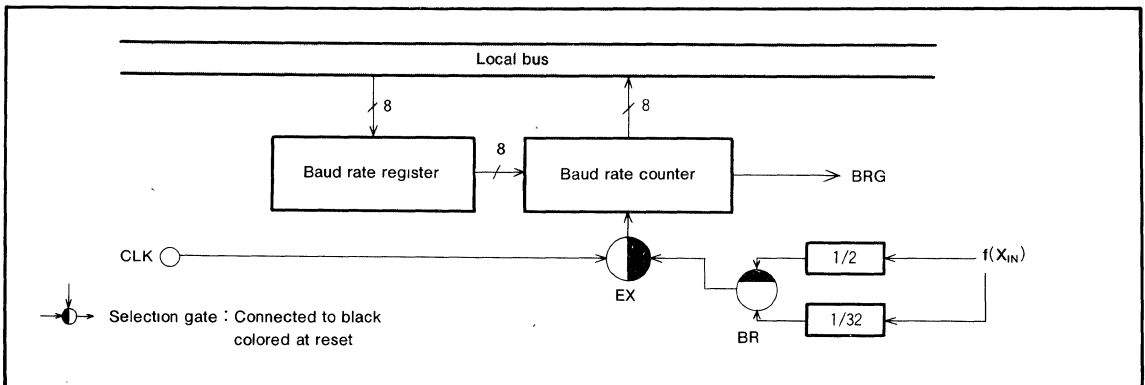 Local bus
8
8
Baud rate register
8
Baud rate counter
BRG
CLK
EX
1/2
f(XIN)
BR
1/32
Selection gate : Connected to black
colored at reset